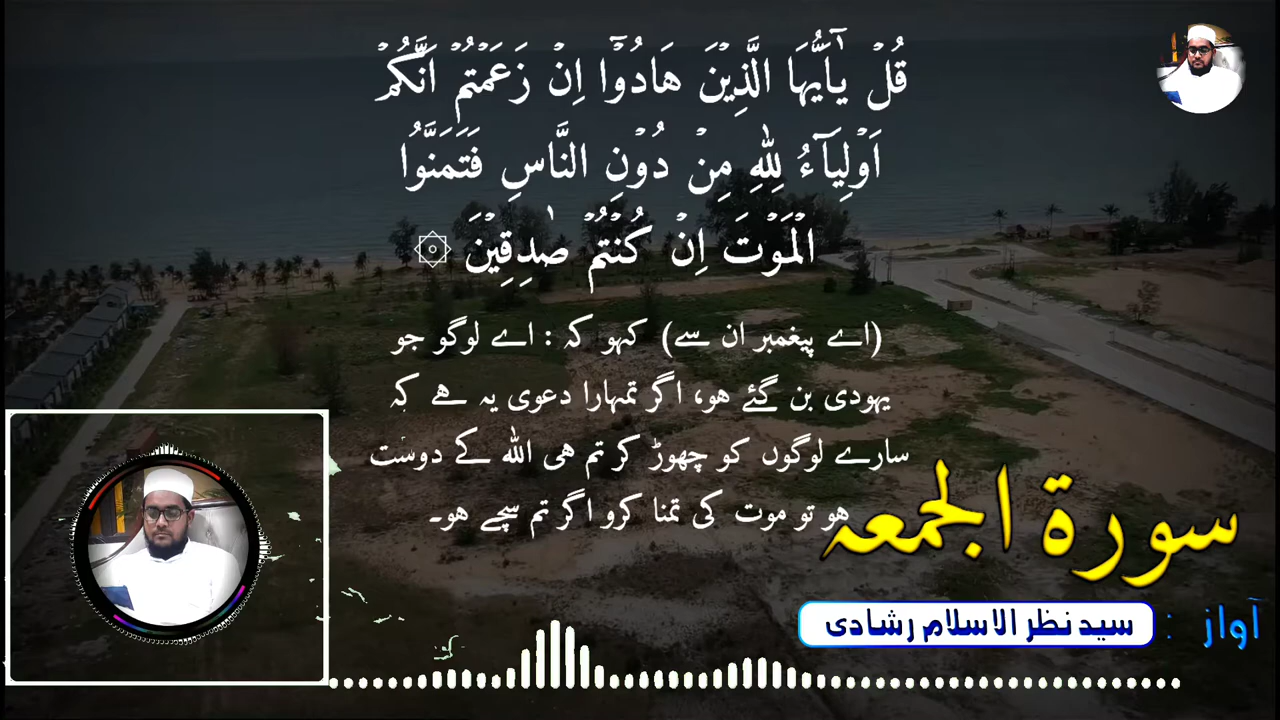 قُلۡ يٰۤاَيُّهَا الَّذِيۡنَ هَادُوۡۤا اِنۡ زَعَمۡتُمۡ اَنَّكُمۡ
اَوۡلِيَآءُ لِلّٰهِ مِنۡ دُوۡنِ النَّاسِ فَتَمَنَّوُا
الۡمَوۡتَ اِنۡ كُنۡتُمۡ صٰدِقِيۡنَ ۞
(اے پیغمبر ان سے) کہو کہ : اے لوگو جو
یہودی بن گئے ہو، اگر تمہارا دعوی یہ ہے کہ
سارے لوگوں کو چھوڑ کر تم ہی اللہ کے دوست
ہو تو موت کی تمنا کرو اگر تم سچے ہو۔
سورۃ الجمعہ
آواز : سید نظر الاسلام رشادی